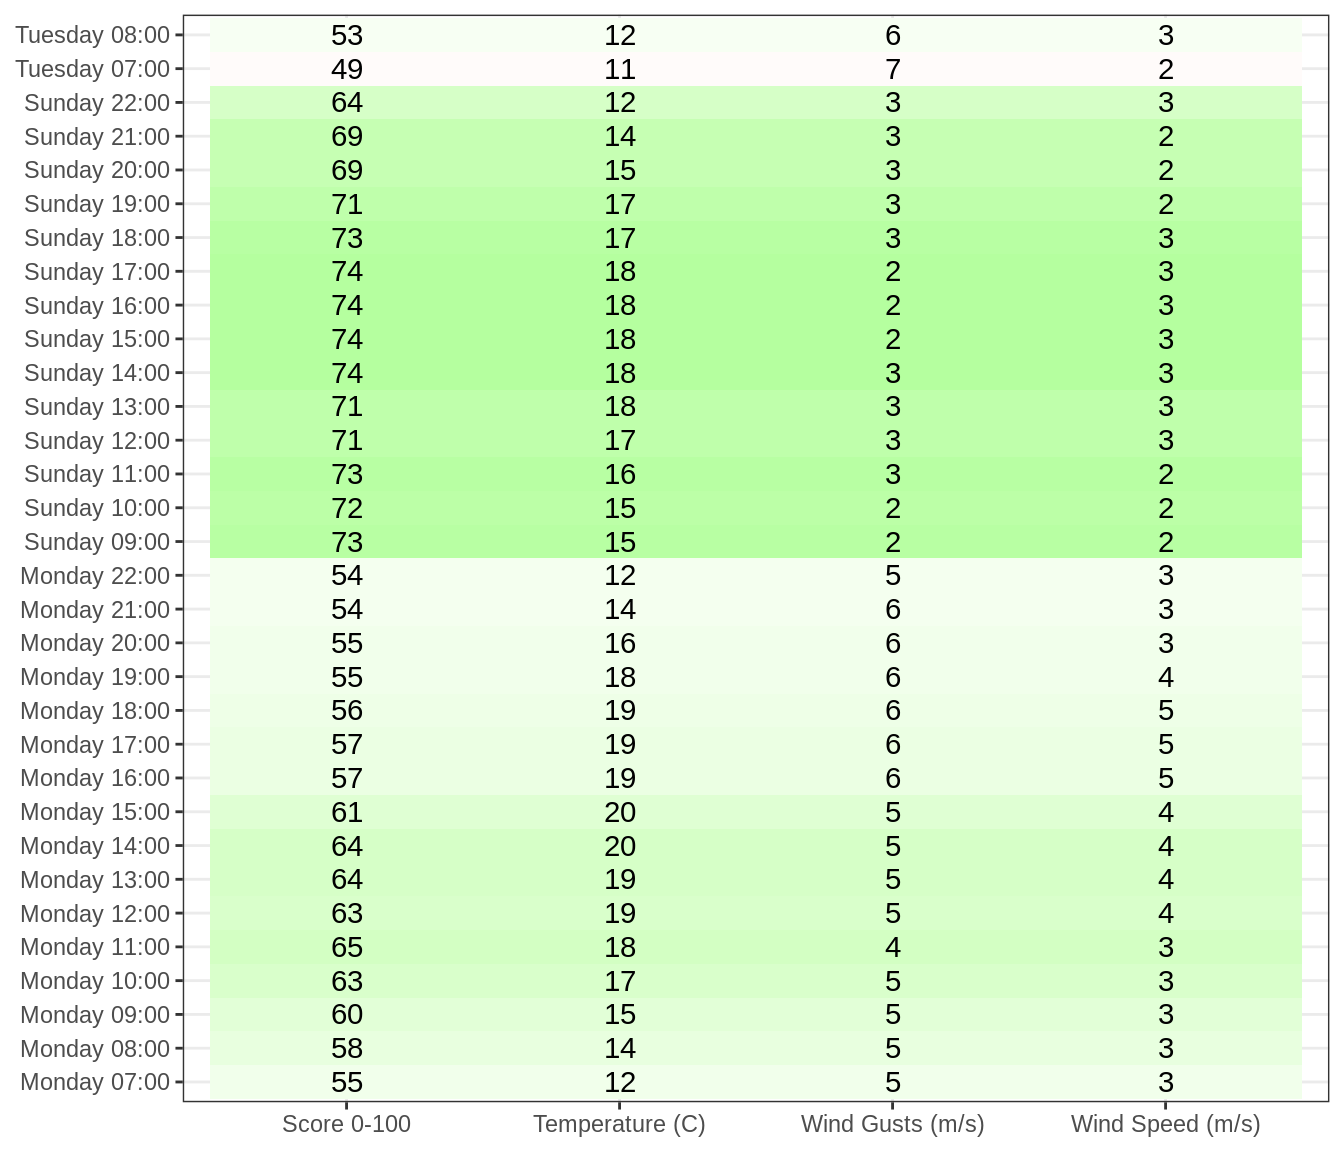 Tuesday 08:00 53 12 6 3
Tuesday 07:00 49 11 7 2
Sunday 22:00 64 12 3 3
Sunday 21:00 69 14 3 2
Sunday 20:00 69 15 3 2
Sunday 19:00 71 17 3 2
Sunday 18:00 73 17 3 3
Sunday 17:00 74 18 2 3
Sunday 16:00 74 18 2 3
Sunday 15:00 74 18 2 3
Sunday 14:00 74 18 3 3
Sunday 13:00 71 18 3 3
Sunday 12:00 71 17 3 3
Sunday 11:00 73 16 3 2
Sunday 10:00 72 15 2 2
Sunday 09:00 73 15 2 2
Monday 22:00 54 12 5 3
Monday 21:00 54 14 6 3
Monday 20:00 55 16 6 3
Monday 19:00 55 18 6 4
Monday 18:00 56 19 6 5
Monday 17:00 57 19 6 5
Monday 16:00 57 19 6 5
Monday 15:00 61 20 5 4
Monday 14:00 64 20 5 4
Monday 13:00 64 19 5 4
Monday 12:00 63 19 5 4
Monday 11:00 65 18 4 3
Monday 10:00 63 17 5 3
Monday 09:00 60 15 5 3
Monday 08:00 58 14 5 3
Monday 07:00 55 12 5 3
Score 0-100 Temperature (C) Wind Gusts (m/s) Wind Speed (m/s)